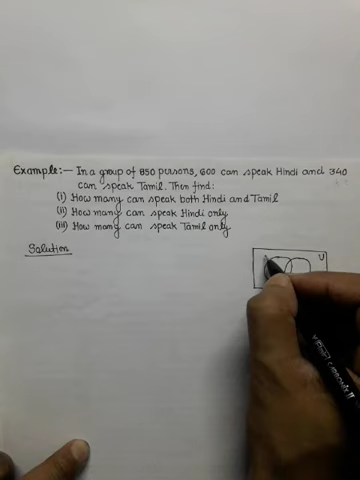 Example:- In a group of 850 persons, 600 can speak Hindi and 340
can speak Tamil. Then find:
(i) How many can speak both Hindi and Tamil
(ii) How many can speak Hindi only
(iii) How many can speak Tamil only
Solution
U